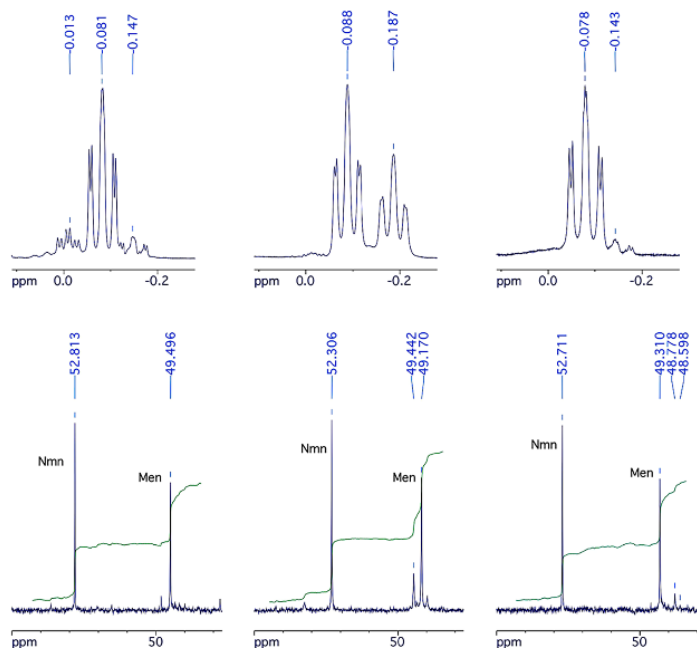 -0.013
-0.081
-0.147
-0.088
-0.187
-0.078
-0.143
ppm 0.0 -0.2
ppm 0.0 -0.2
ppm 0.0 -0.2
52.813
49.496
52.306
49.442
49.170
52.711
49.310
48.778
48.598
Nmn Men
Nmn Men
Nmn Men
ppm 50
ppm 50
ppm 50